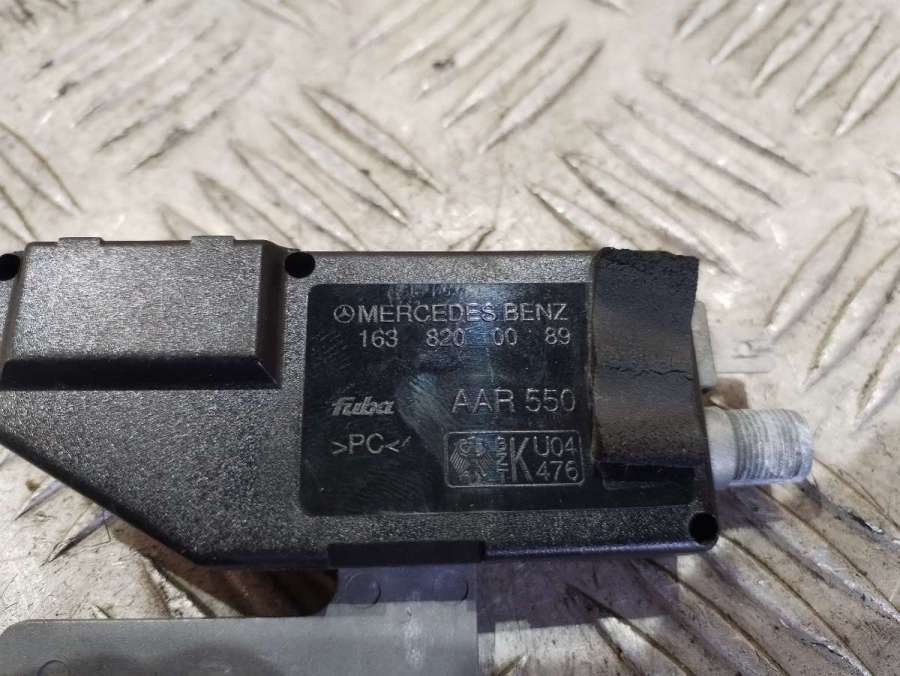 MERCEDES BENZ
163 820 00 89
fuba AAR 550
>PC<
K U04
476